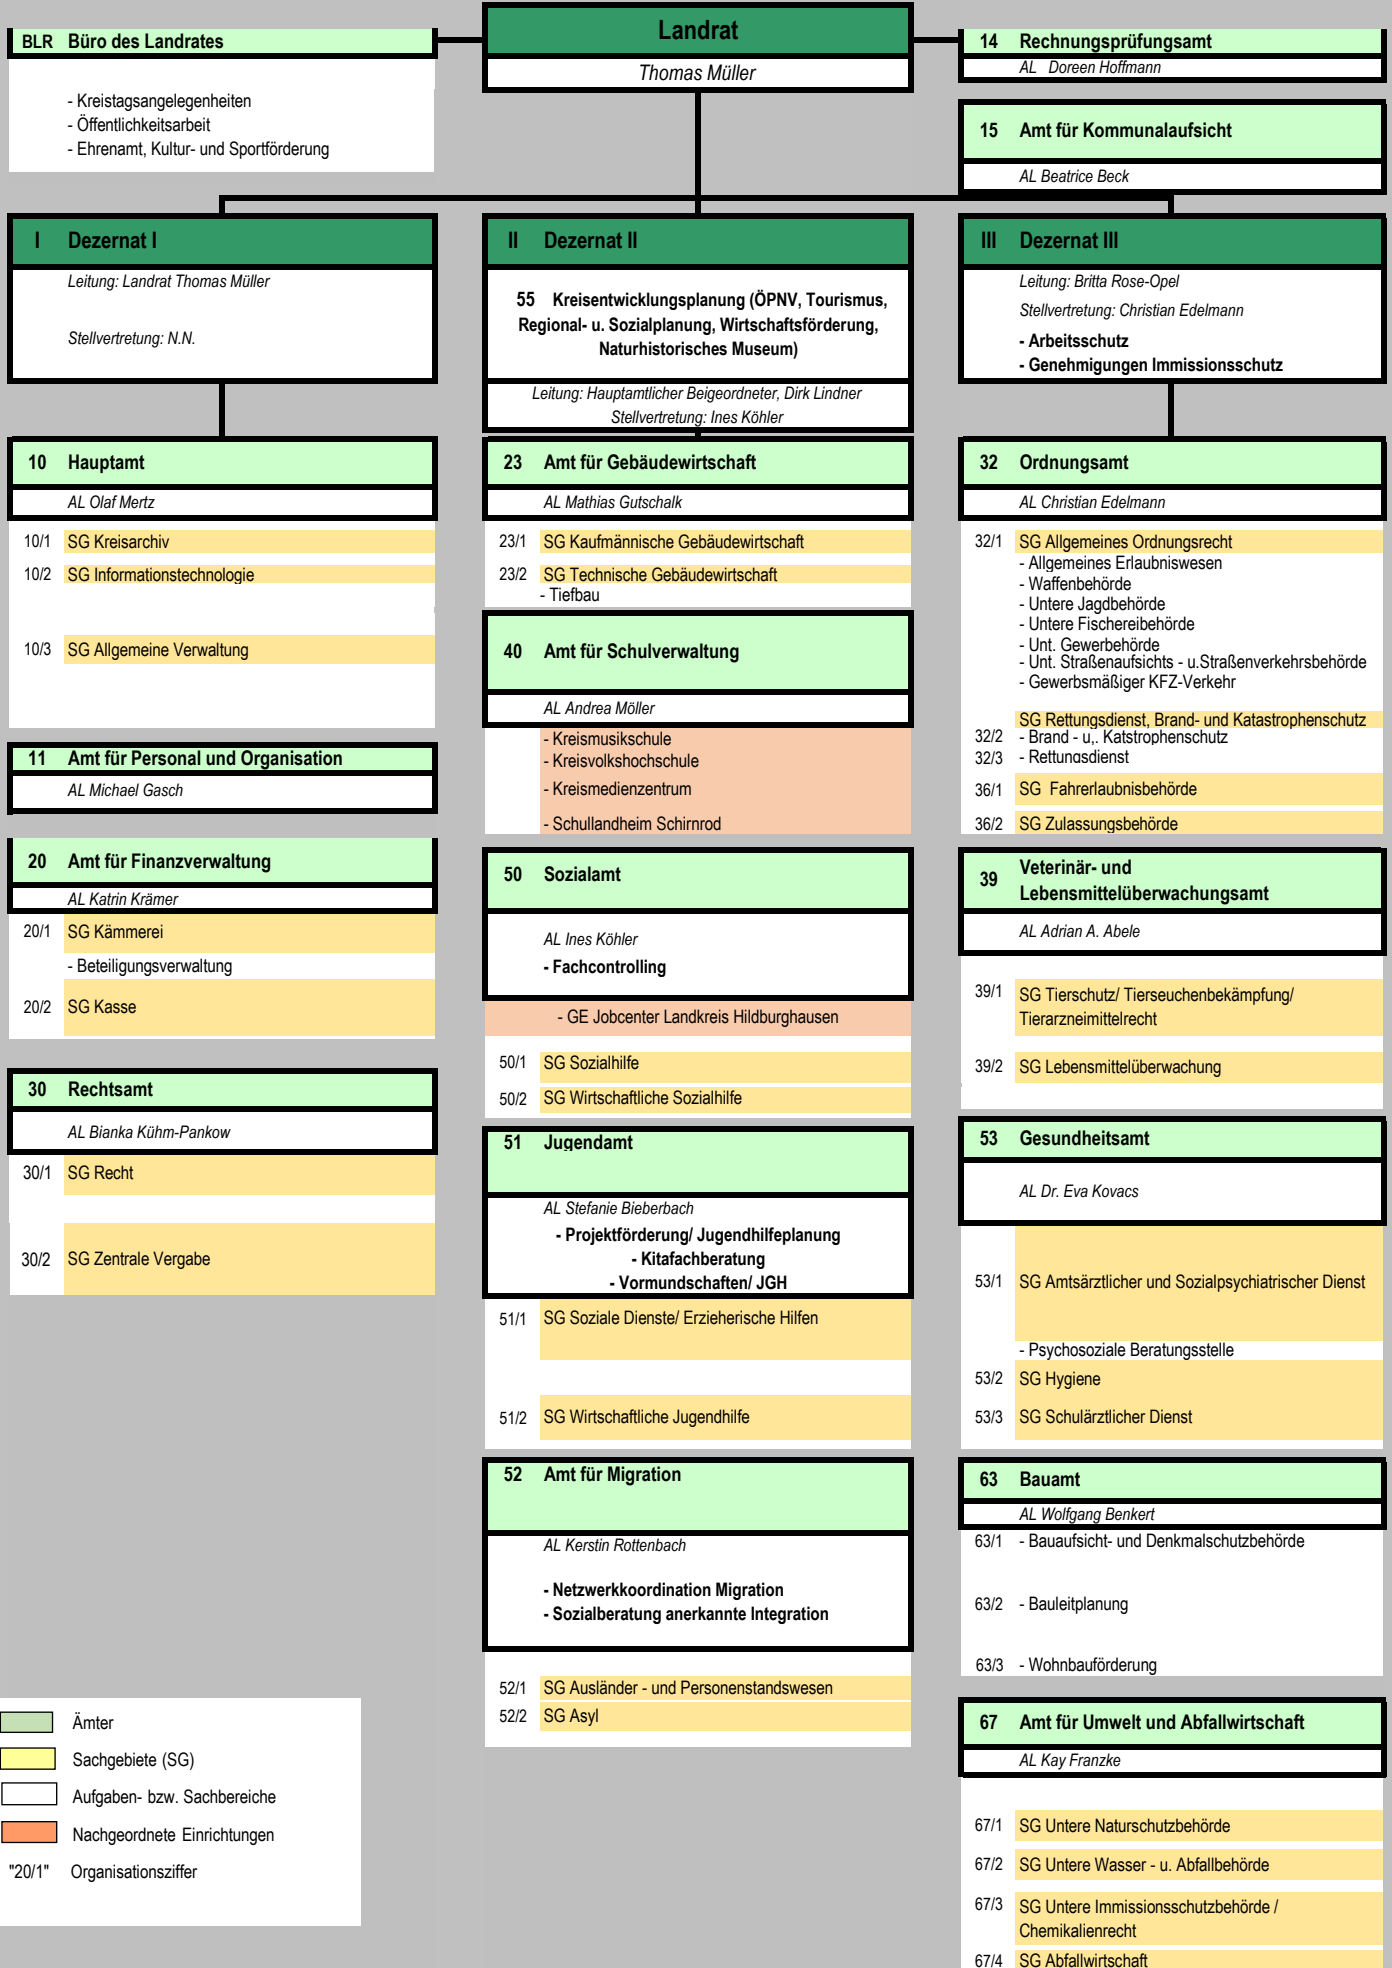 Landrat
Thomas Müller
BLR Büro des Landrates
- Kreistagsangelegenheiten
- Öffentlichkeitsarbeit
- Ehrenamt, Kultur- und Sportförderung
14 Rechnungsprüfungsamt
AL Doreen Hoffmann
15 Amt für Kommunalaufsicht
AL Beatrice Beck
I Dezernat I
Leitung: Landrat Thomas Müller
Stellvertretung: N.N.
10 Hauptamt
AL Olaf Mertz
10/1 SG Kreisarchiv
10/2 SG Informationstechnologie
10/3 SG Allgemeine Verwaltung
11 Amt für Personal und Organisation
AL Michael Gasch
20 Amt für Finanzverwaltung
AL Katrin Krämer
20/1 SG Kämmerei
- Beteiligungsverwaltung
20/2 SG Kasse
30 Rechtsamt
AL Bianka Kühm-Pankow
30/1 SG Recht
30/2 SG Zentrale Vergabe
II Dezernat II
55 Kreisentwicklungsplanung (ÖPNV, Tourismus,
Regional- u. Sozialplanung, Wirtschaftsförderung,
Naturhistorisches Museum)
Leitung: Hauptamtlicher Beigeordneter, Dirk Lindner
Stellvertretung: Ines Köhler
23 Amt für Gebäudewirtschaft
AL Mathias Gutschalk
23/1 SG Kaufmännische Gebäudewirtschaft
23/2 SG Technische Gebäudewirtschaft
- Tiefbau
40 Amt für Schulverwaltung
AL Andrea Möller
- Kreismusikschule
- Kreisvolkshochschule
- Kreismedienzentrum
- Schullandheim Schirnrod
50 Sozialamt
AL Ines Köhler
- Fachcontrolling
- GE Jobcenter Landkreis Hildburghausen
50/1 SG Sozialhilfe
50/2 SG Wirtschaftliche Sozialhilfe
51 Jugendamt
AL Stefanie Bieberbach
- Projektförderung/ Jugendhilfeplanung
- Kitafachberatung
- Vormundschaften/ JGH
51/1 SG Soziale Dienste/ Erzieherische Hilfen
51/2 SG Wirtschaftliche Jugendhilfe
52 Amt für Migration
AL Kerstin Rottenbach
- Netzwerkkoordination Migration
- Sozialberatung anerkannte Integration
52/1 SG Ausländer - und Personenstandswesen
52/2 SG Asyl
III Dezernat III
Leitung: Britta Rose-Opel
Stellvertretung: Christian Edelmann
- Arbeitsschutz
- Genehmigungen Immissionsschutz
32 Ordnungsamt
AL Christian Edelmann
32/1 SG Allgemeines Ordnungsrecht
- Allgemeines Erlaubniswesen
- Waffenbehörde
- Untere Jagdbehörde
- Untere Fischereibehörde
- Unt. Gewerbehörde
- Unt. Straßenaufsichts - u.Straßenverkehrsbehörde
- Gewerbsmäßiger KFZ-Verkehr
SG Rettungsdienst, Brand- und Katastrophenschutz
32/2 - Brand - u,. Katstrophenschutz
32/3 - Rettungsdienst
36/1 SG Fahrerlaubnisbehörde
36/2 SG Zulassungsbehörde
39 Veterinär- und
Lebensmittelüberwachungsamt
AL Adrian A. Abele
39/1 SG Tierschutz/ Tierseuchenbekämpfung/
Tierarzneimittelrecht
39/2 SG Lebensmittelüberwachung
53 Gesundheitsamt
AL Dr. Eva Kovacs
53/1 SG Amtsärztlicher und Sozialpsychiatrischer Dienst
- Psychosoziale Beratungsstelle
53/2 SG Hygiene
53/3 SG Schulärztlicher Dienst
63 Bauamt
AL Wolfgang Benkert
63/1 - Bauaufsicht- und Denkmalschutzbehörde
63/2 - Bauleitplanung
63/3 - Wohnbauförderung
67 Amt für Umwelt und Abfallwirtschaft
AL Kay Franzke
67/1 SG Untere Naturschutzbehörde
67/2 SG Untere Wasser - u. Abfallbehörde
67/3 SG Untere Immissionsschutzbehörde /
Chemikalienrecht
67/4 SG Abfallwirtschaft
Ämter
Sachgebiete (SG)
Aufgaben- bzw. Sachbereiche
Nachgeordnete Einrichtungen
"20/1" Organisationsziffer